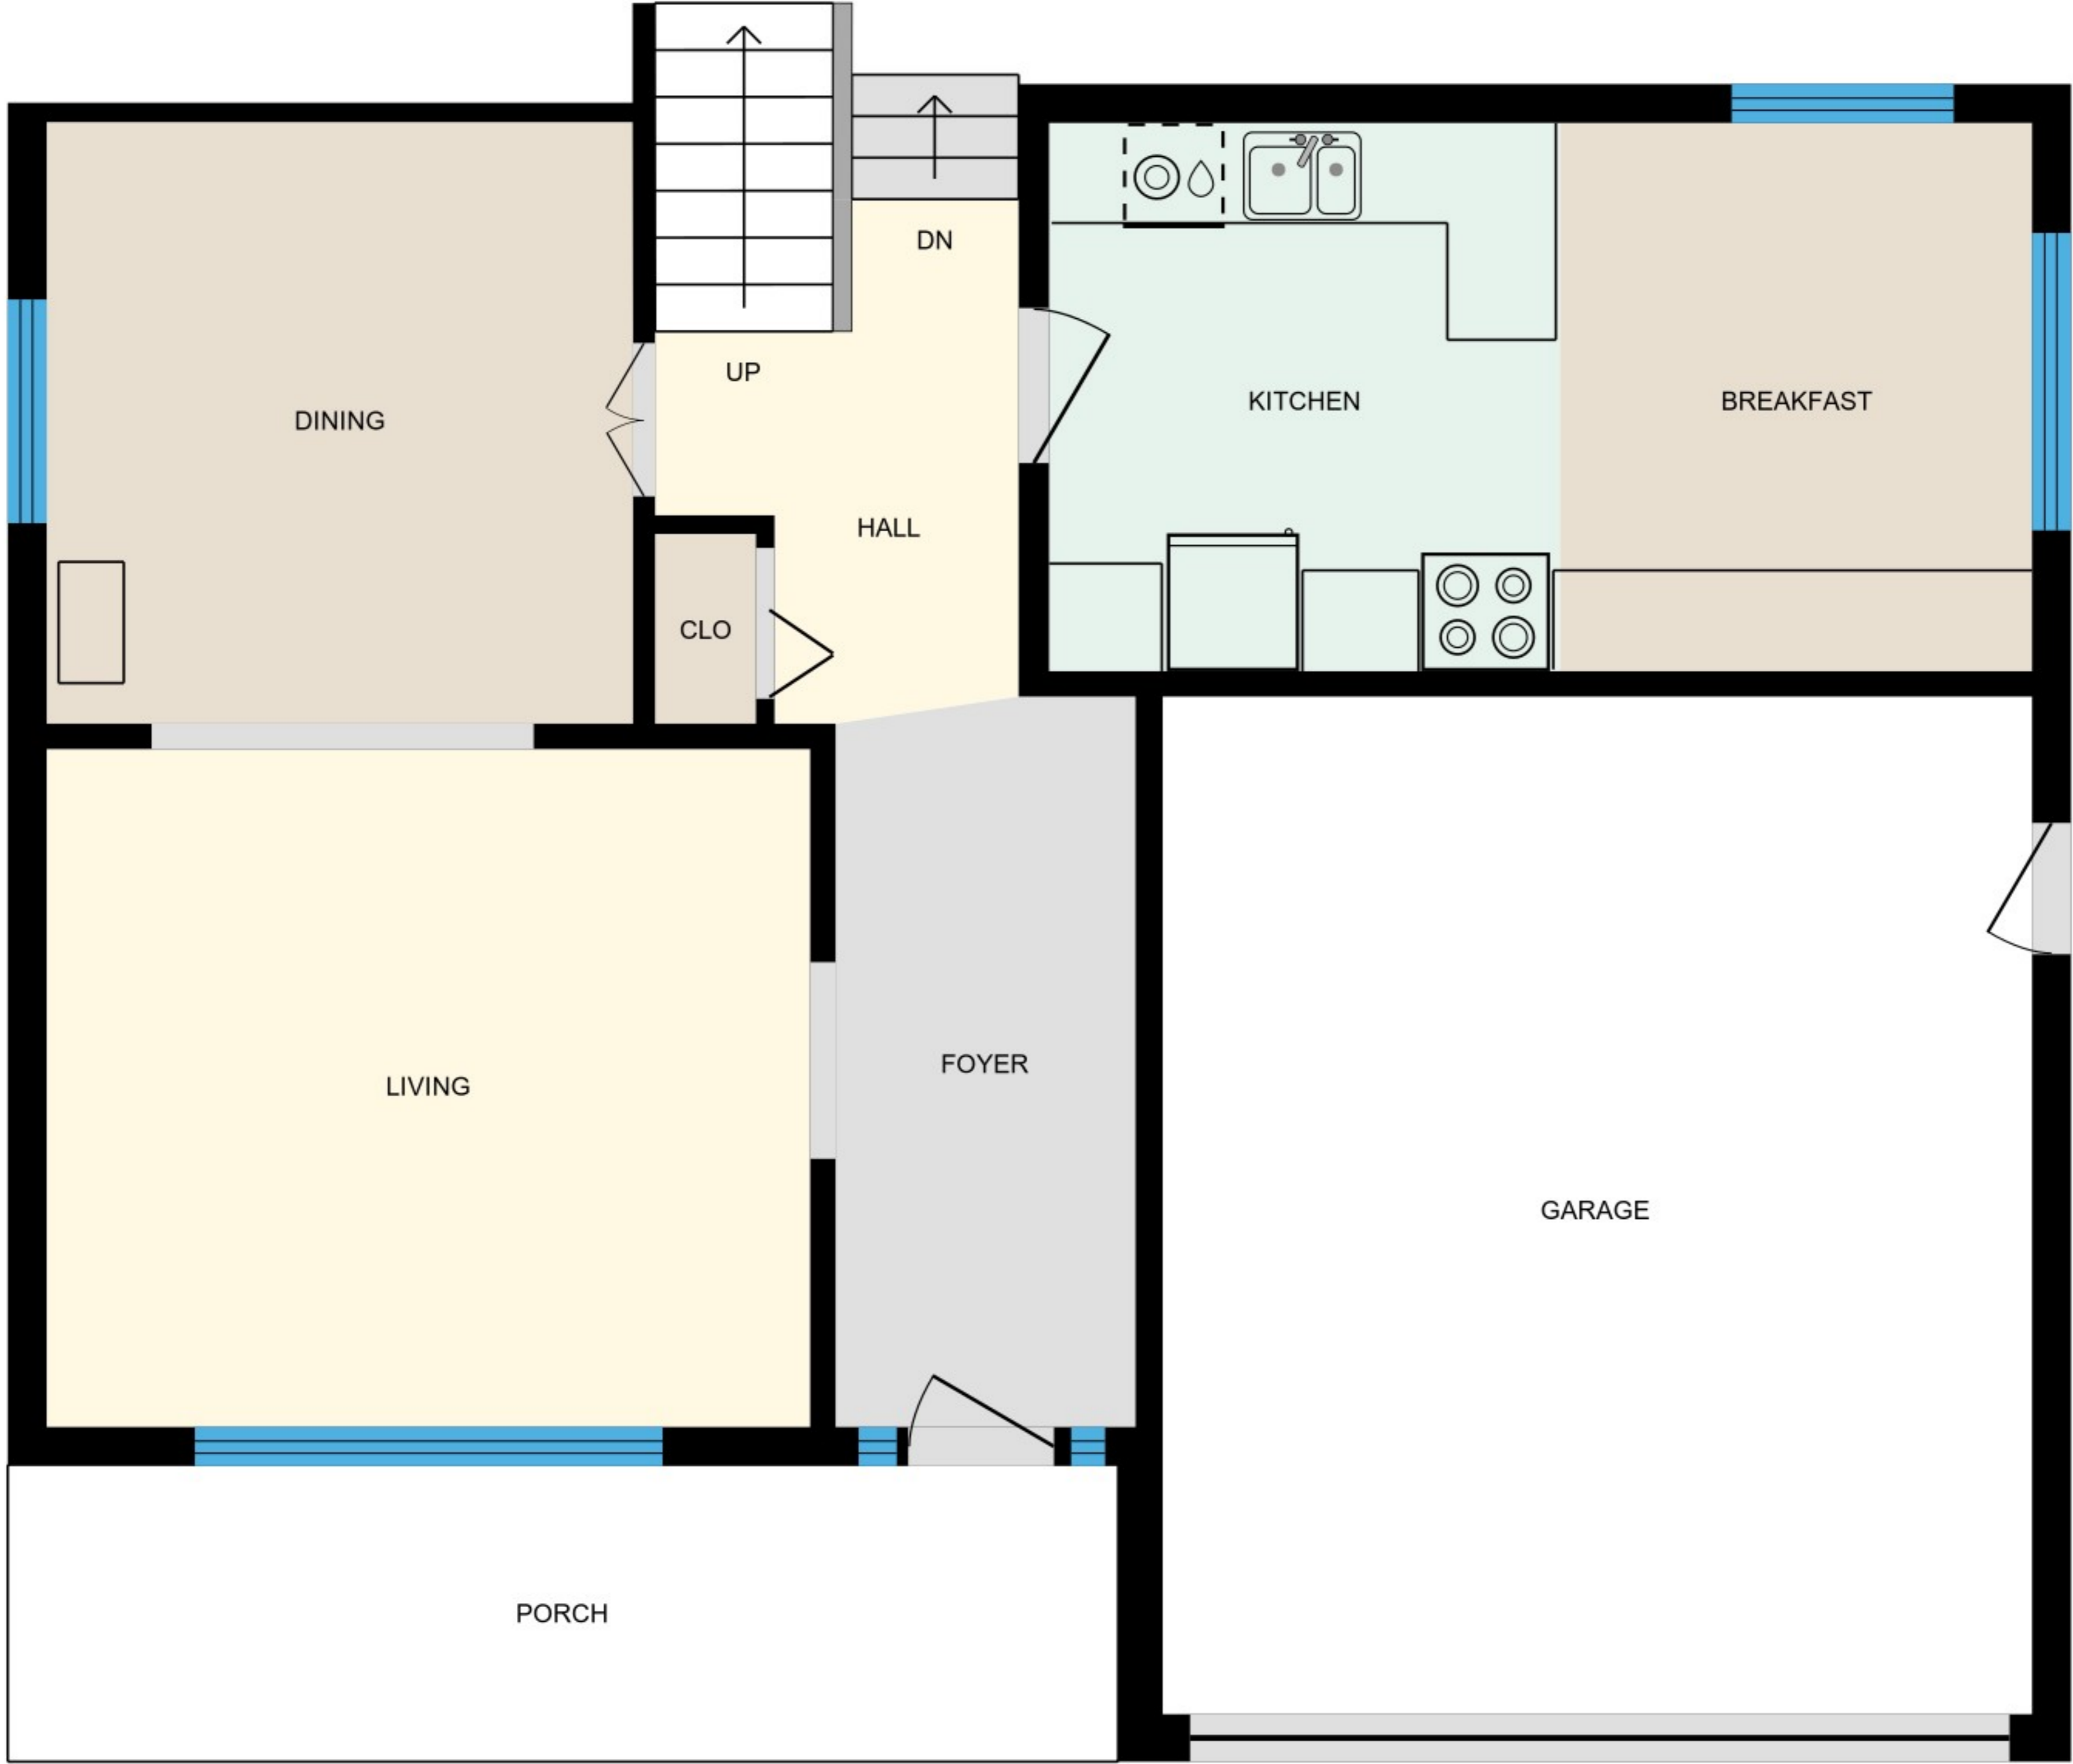 DN
UP
DINING
KITCHEN
BREAKFAST
HALL
CLO
LIVING
FOYER
GARAGE
PORCH